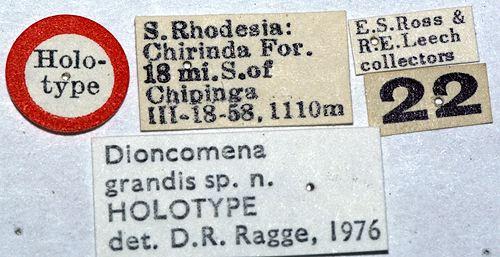 Holo-
type
S. Rhodesia:
Chirinda For.
18 mi. S. of
Chipinga
III-18-58, 1110m
E. S. Ross &
R. E. Leech
collectors
22
Dioncomena
grandis sp. n.
HOLOTYPE
det. D.R. Ragge, 1976